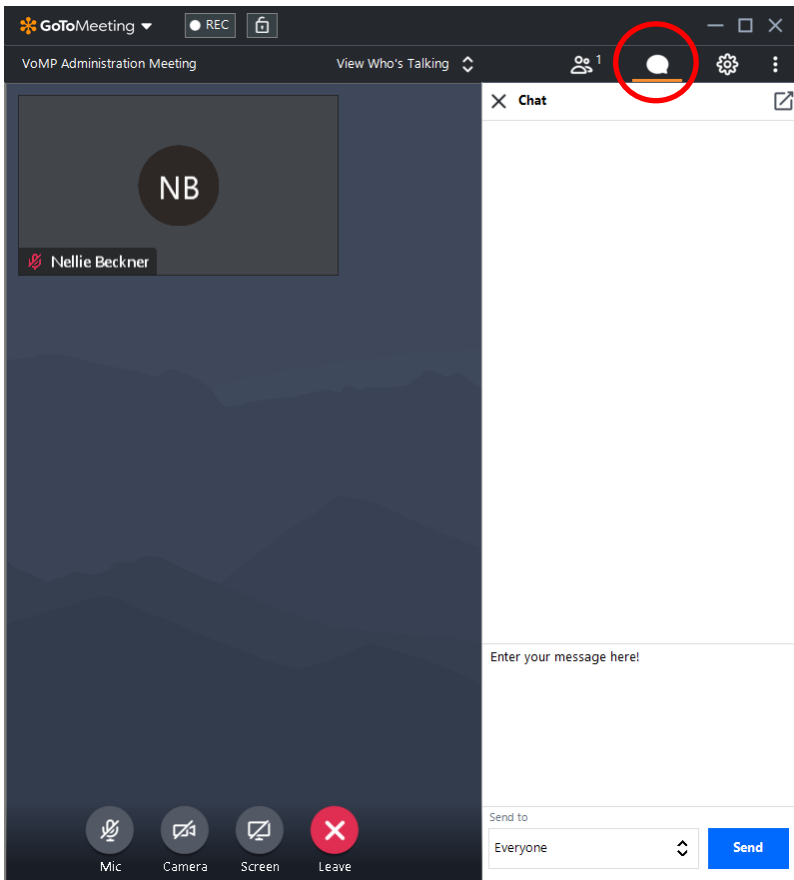 GoToMeeting
REC
VoMP Administration Meeting
View Who's Talking
1
Chat
NB
Nellie Beckner
Enter your message here!
Send to
Everyone
Send
Mic
Camera
Screen
Leave